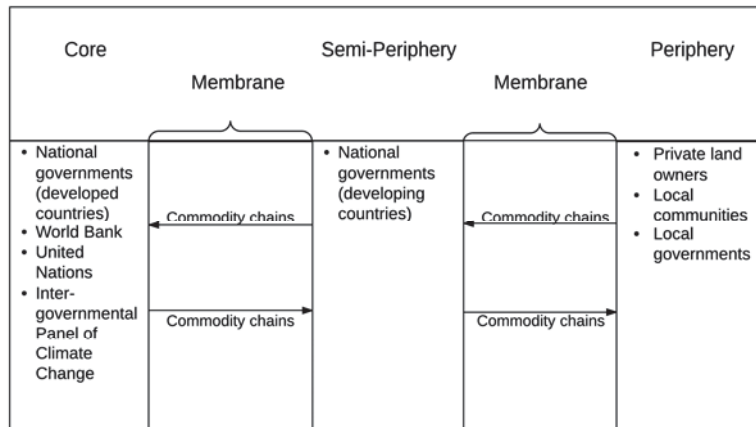 Core
Semi-Periphery
Periphery
Membrane
Membrane
• National
governments
(developed
countries)
• World Bank
• United
Nations
• Inter-
governmental
Panel of
Climate
Change
Commodity chains
Commodity chains
• National
governments
(developing
countries)
Commodity chains
Commodity chains
• Private land
owners
• Local
communities
• Local
governments